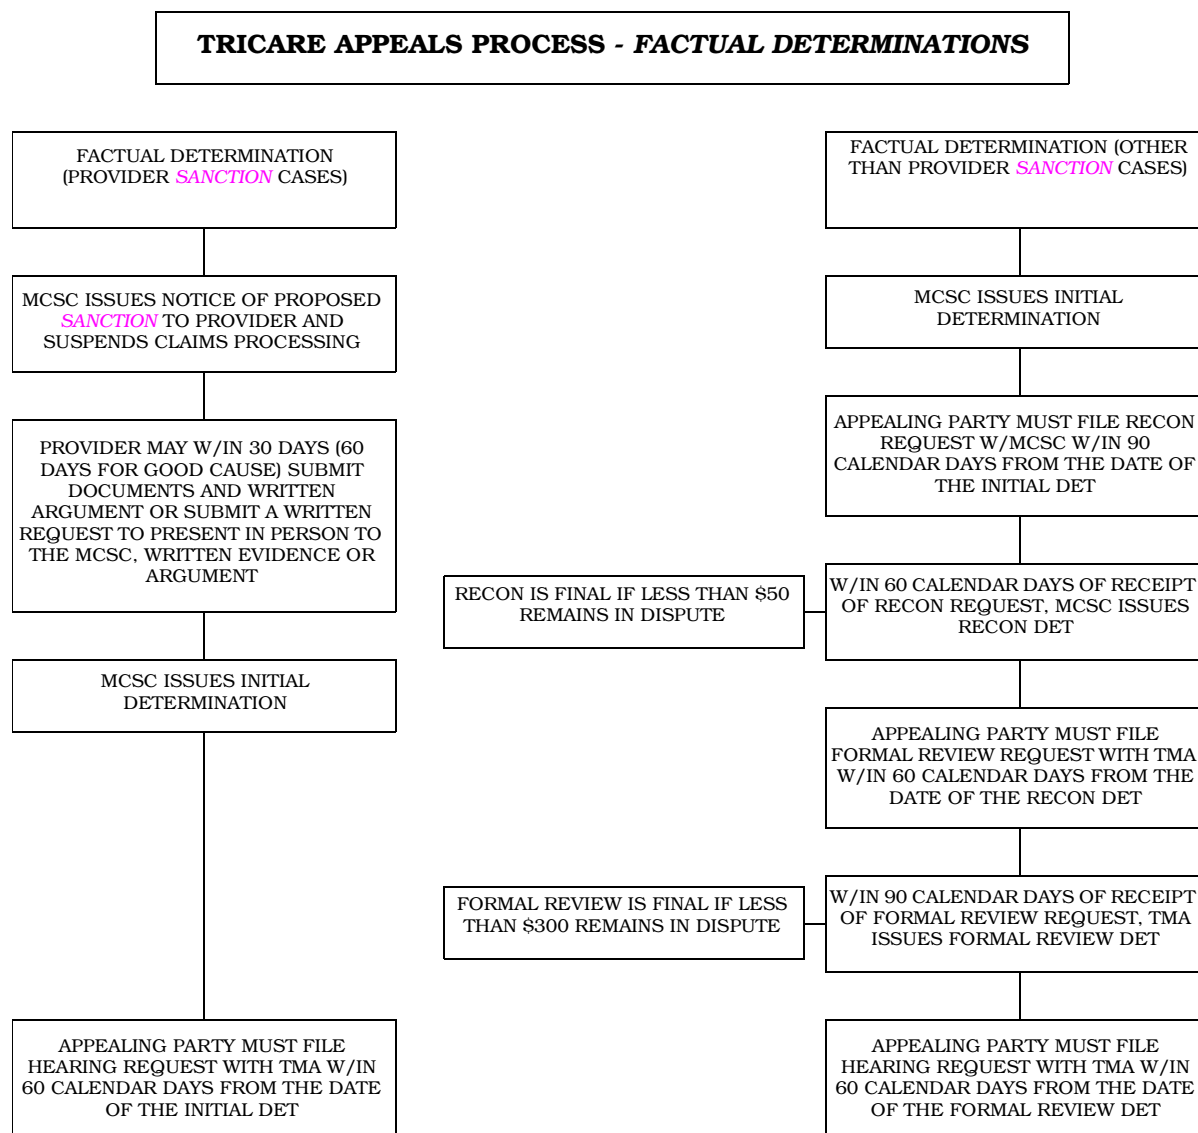 TRICARE APPEALS PROCESS - FACTUAL DETERMINATIONS
FACTUAL DETERMINATION
(PROVIDER SANCTION CASES)
MCSC ISSUES NOTICE OF PROPOSED
SANCTION TO PROVIDER AND
SUSPENDS CLAIMS PROCESSING
PROVIDER MAY W/IN 30 DAYS (60
DAYS FOR GOOD CAUSE) SUBMIT
DOCUMENTS AND WRITTEN
ARGUMENT OR SUBMIT A WRITTEN
REQUEST TO PRESENT IN PERSON TO
THE MCSC, WRITTEN EVIDENCE OR
ARGUMENT
MCSC ISSUES INITIAL
DETERMINATION
APPEALING PARTY MUST FILE
HEARING REQUEST WITH TMA W/IN
60 CALENDAR DAYS FROM THE DATE
OF THE INITIAL DET
FACTUAL DETERMINATION (OTHER
THAN PROVIDER SANCTION CASES)
MCSC ISSUES INITIAL
DETERMINATION
APPEALING PARTY MUST FILE RECON
REQUEST W/MCSC W/IN 90
CALENDAR DAYS FROM THE DATE OF
THE INITIAL DET
RECON IS FINAL IF LESS THAN $50
REMAINS IN DISPUTE
W/IN 60 CALENDAR DAYS OF RECEIPT
OF RECON REQUEST, MCSC ISSUES
RECON DET
APPEALING PARTY MUST FILE
FORMAL REVIEW REQUEST WITH TMA
W/IN 60 CALENDAR DAYS FROM THE
DATE OF THE RECON DET
FORMAL REVIEW IS FINAL IF LESS
THAN $300 REMAINS IN DISPUTE
W/IN 90 CALENDAR DAYS OF RECEIPT
OF FORMAL REVIEW REQUEST, TMA
ISSUES FORMAL REVIEW DET
APPEALING PARTY MUST FILE
HEARING REQUEST WITH TMA W/IN
60 CALENDAR DAYS FROM THE DATE
OF THE FORMAL REVIEW DET